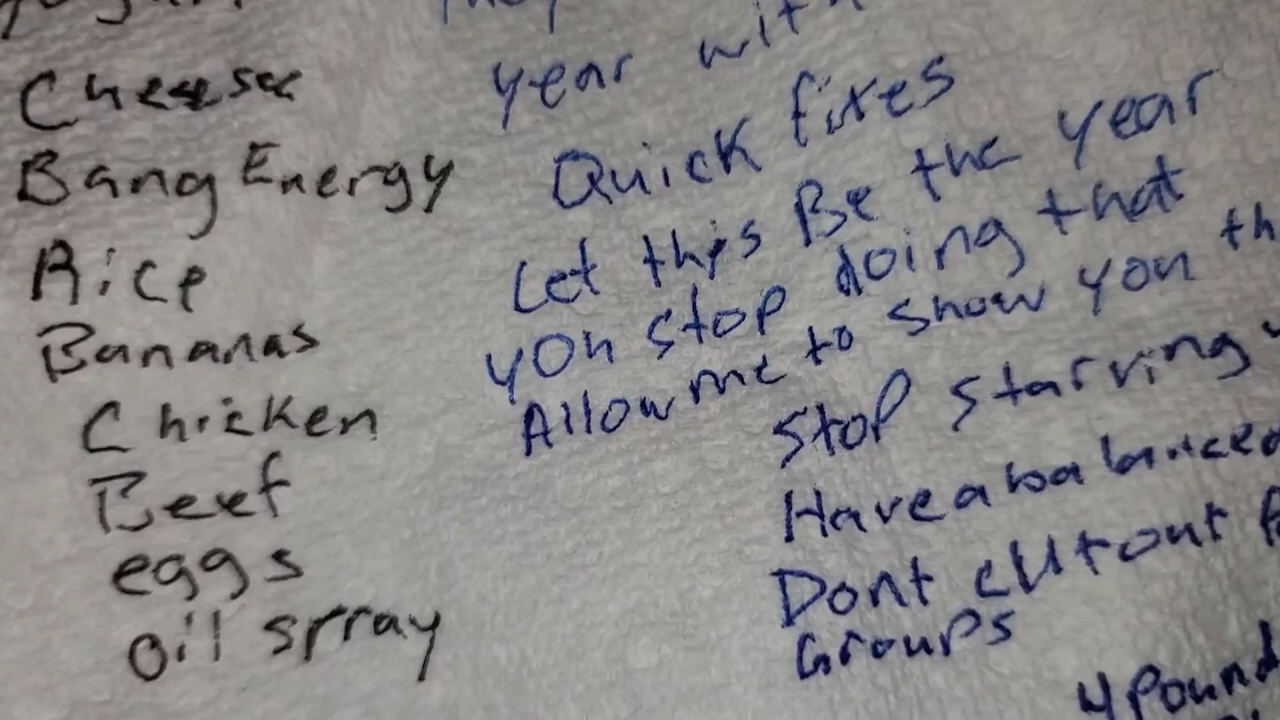 Cheese
Bang Energy
Rice
Bananas
Chicken
Beef
eggs
oil spray
year with
Quick fixes
Let this Be the year
you stop doing that
Allow me to show you th
Stop starving
Have a balanced
Dont cut out f
Groups
4 Pound